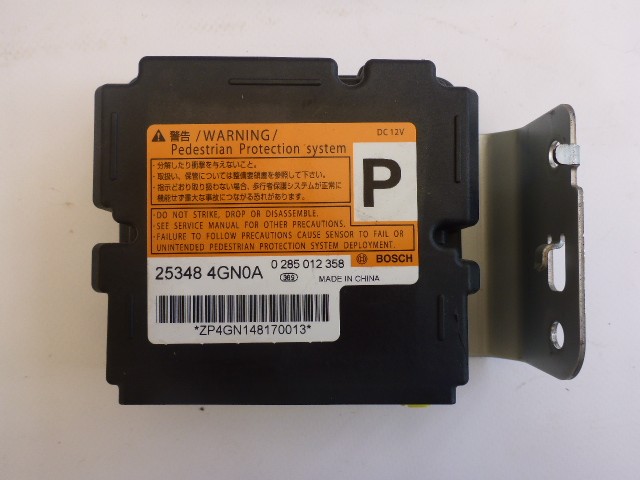 警告 /WARNING/
DC 12V
Pedestrian Protection system
・分解したり衝撃を与えないこと。
・取扱い、保管については整備要領書を参照して下さい。
・指示どおり取り扱わない場合、歩行者保護システムが正常に
機能せず重大な事故につながる恐れがあります。
P
・DO NOT STRIKE, DROP OR DISASSEMBLE.
・SEE SERVICE MANUAL FOR OTHER PRECAUTIONS.
・FAILURE TO FOLLOW PRECAUTIONS CAUSE SENSOR TO FAIL OR
UNINTENDED PEDESTRIAN PROTECTION SYSTEM DEPLOYMENT.
25348 4GN0A
0 285 012 358
BOSCH
369
MADE IN CHINA
*ZP4GN148170013*